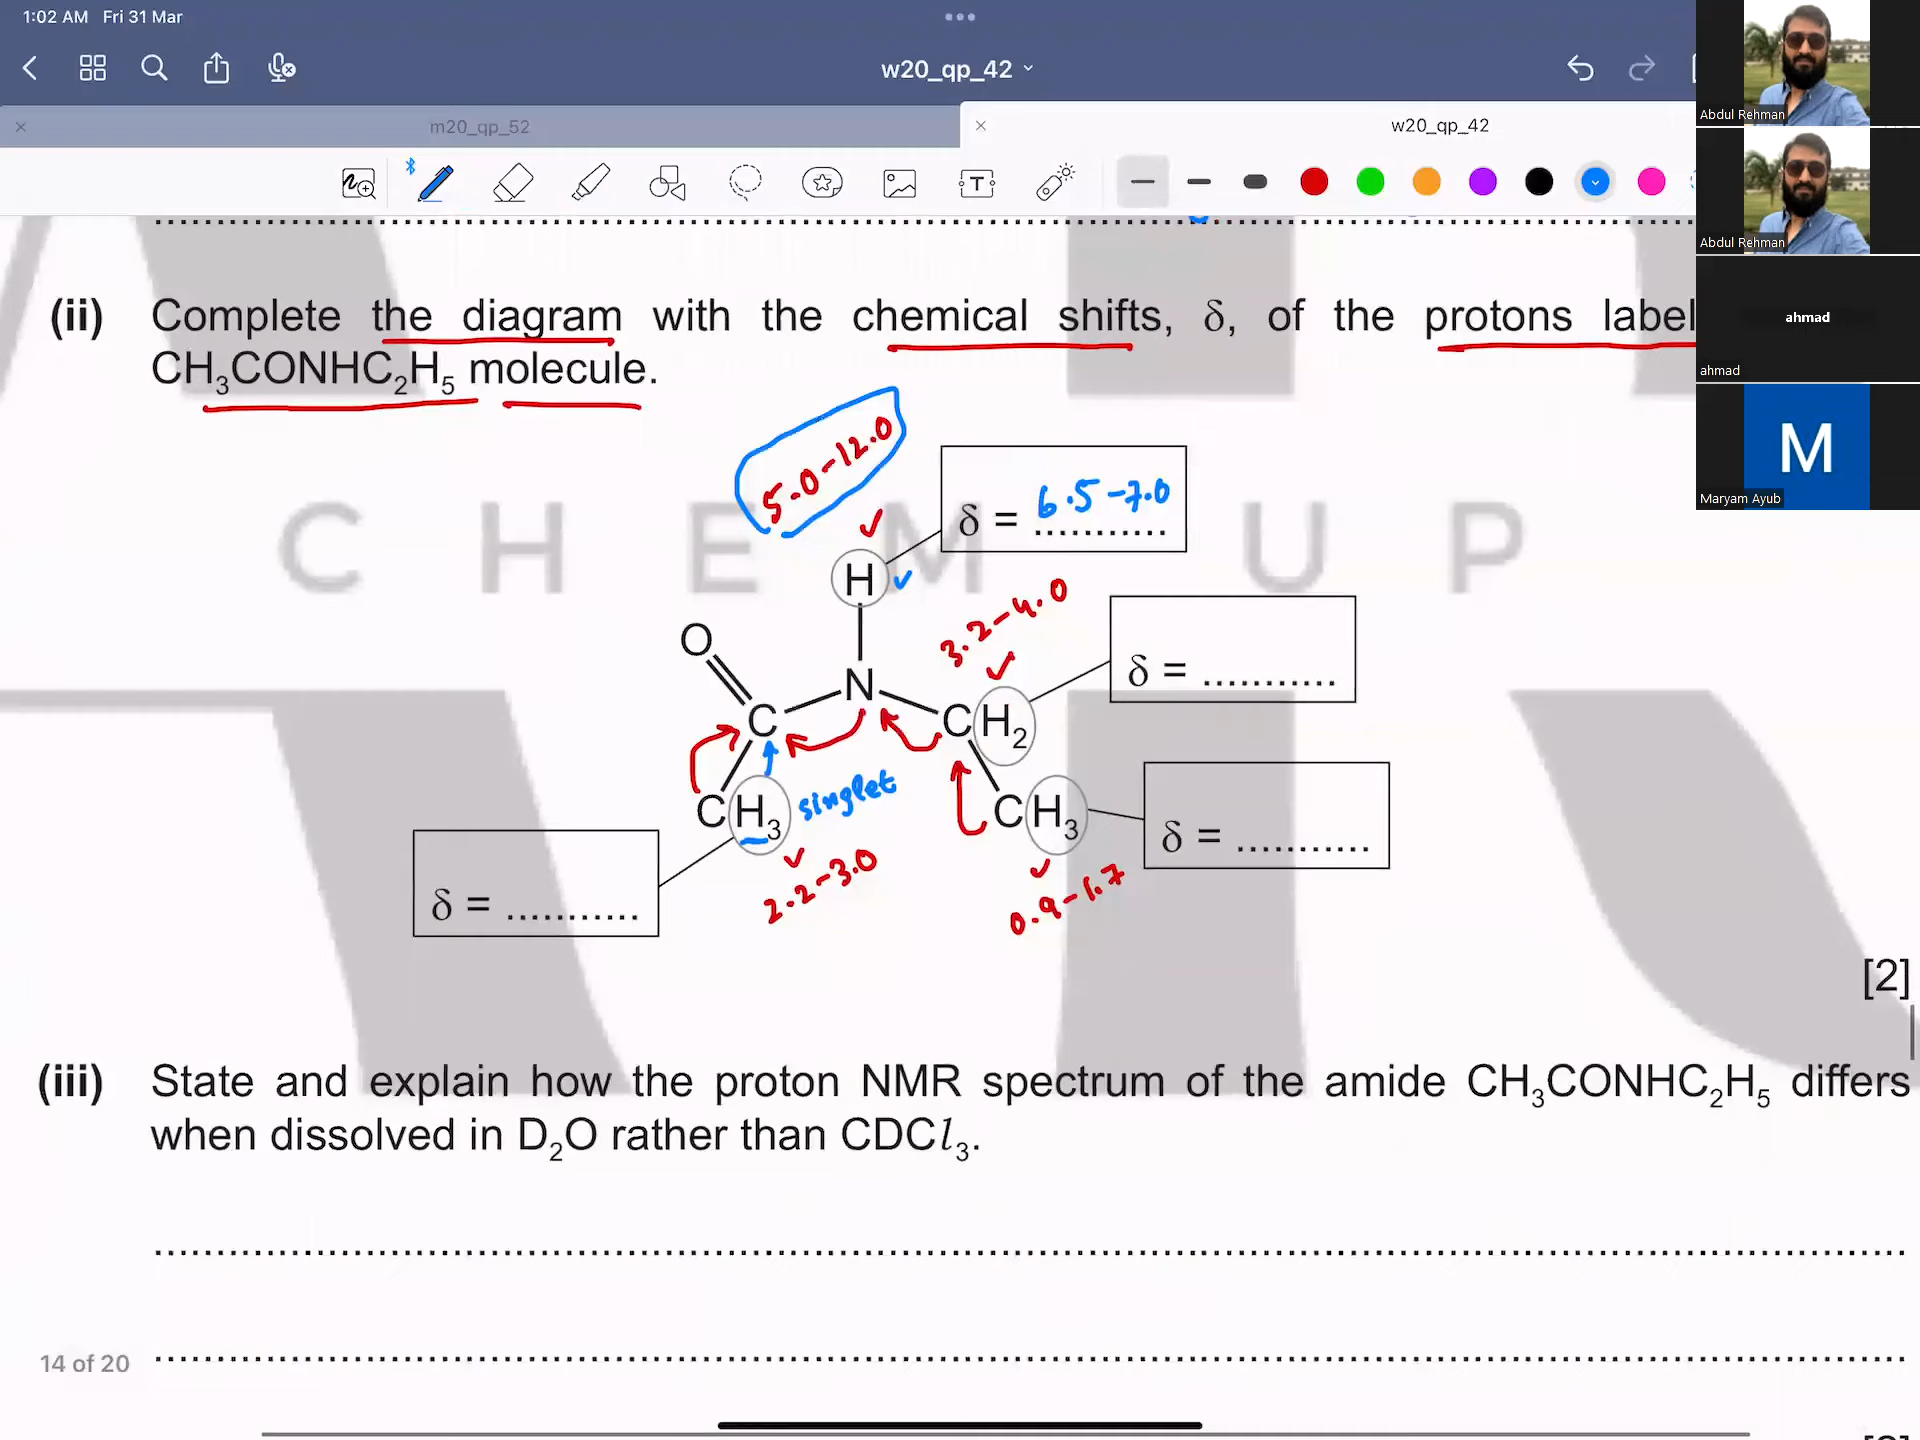 1:02 AM Fri 31 Mar
w20_qp_42
m20_qp_52
w20_qp_42
T
Abdul Rehman
Abdul Rehman
ahmad
ahmad
M
Maryam Ayub
(ii) Complete the diagram with the chemical shifts, δ, of the protons label
CH₃CONHC₂H₅ molecule.
5.0-12.0
δ = 6.5-7.0
CHEM UP
H
3.2-4.0
O
δ = ...........
N
C
CH₂
CH₃ singlet
CH₃
δ = ...........
2.2-3.0
0.9-1.7
δ = ...........
[2]
(iii) State and explain how the proton NMR spectrum of the amide CH₃CONHC₂H₅ differs
when dissolved in D₂O rather than CDCl₃.
14 of 20